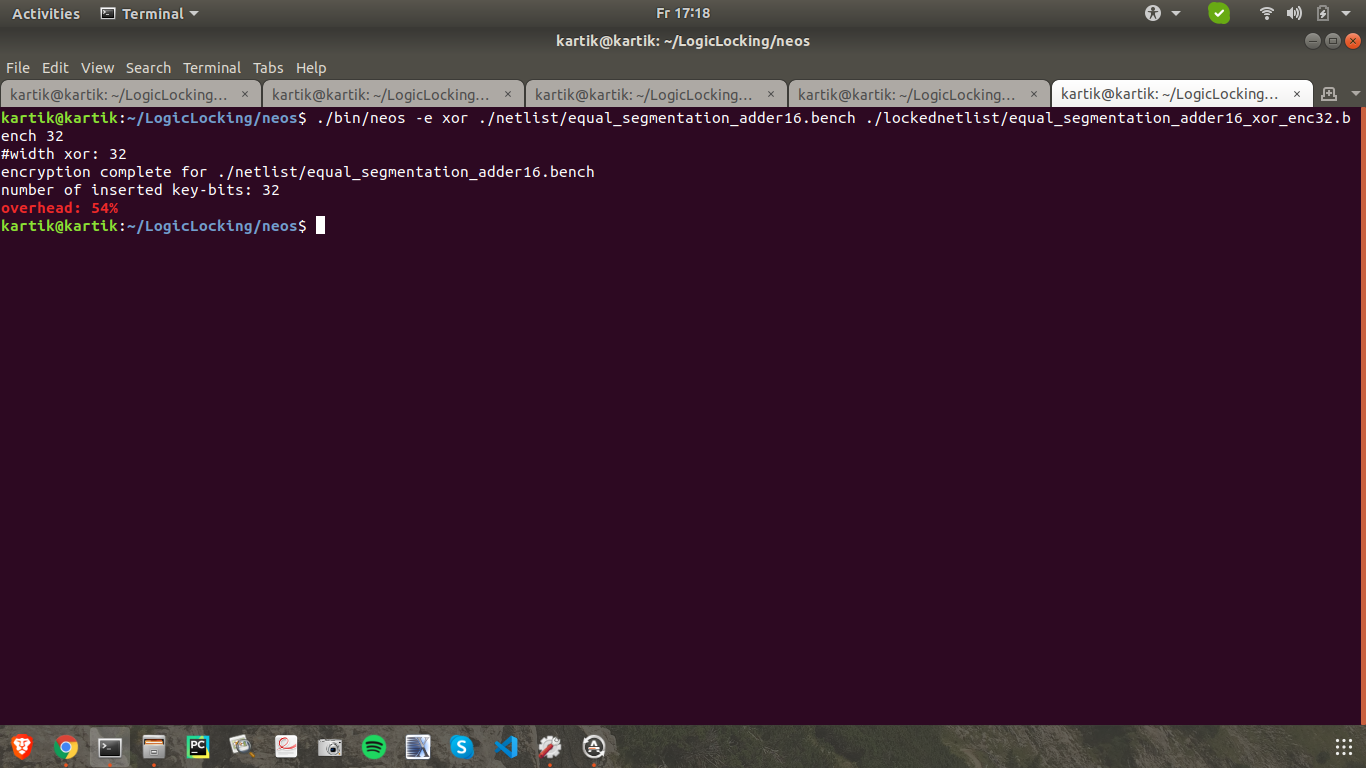 Activities Terminal Fr 17:18
kartik@kartik: ~/LogicLocking/neos
File Edit View Search Terminal Tabs Help
kartik@kartik: ~/LogicLocking... kartik@kartik: ~/LogicLocking... kartik@kartik: ~/LogicLocking... kartik@kartik: ~/LogicLocking... kartik@kartik: ~/LogicLocking...
kartik@kartik:~/LogicLocking/neos$ ./bin/neos -e xor ./netlist/equal_segmentation_adder16.bench ./lockednetlist/equal_segmentation_adder16_xor_enc32.b
ench 32
#width xor: 32
encryption complete for ./netlist/equal_segmentation_adder16.bench
number of inserted key-bits: 32
overhead: 54%
kartik@kartik:~/LogicLocking/neos$
PC